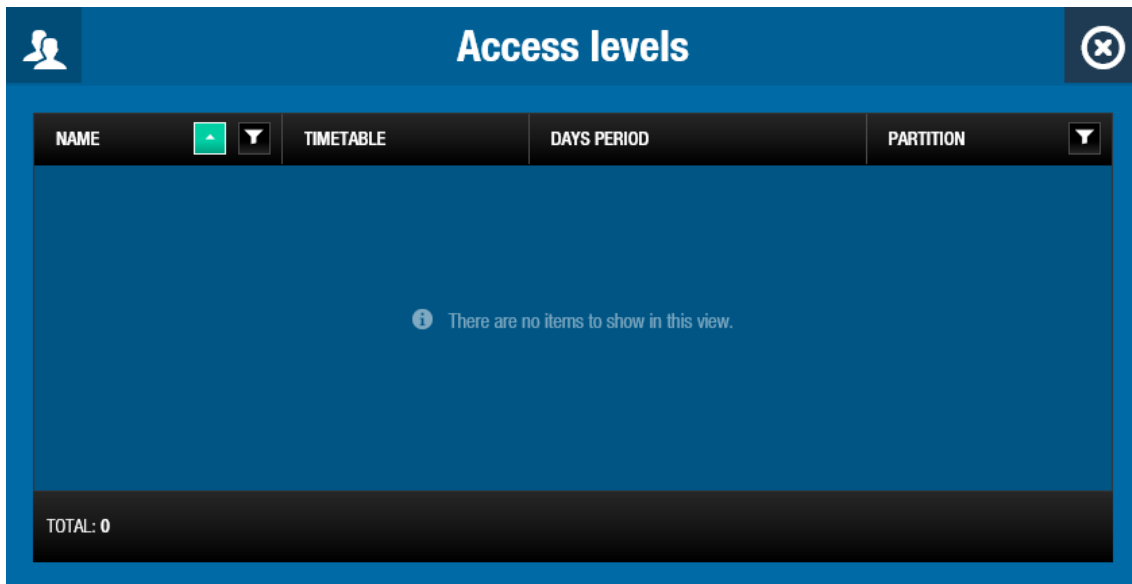 Access levels
NAME TIMETABLE DAYS PERIOD PARTITION
There are no items to show in this view.
TOTAL: 0